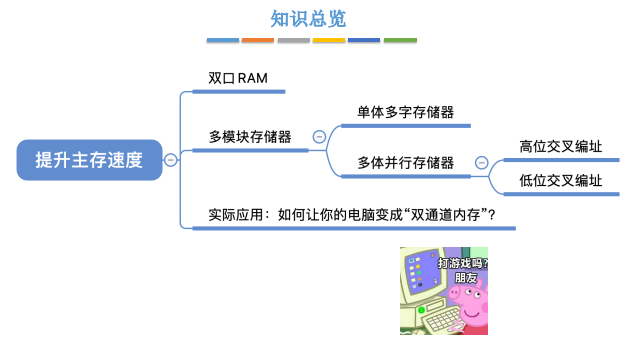 知识总览
双口 RAM
单体多字存储器
多模块存储器
高位交叉编址
提升主存速度
多体并行存储器
低位交叉编址
实际应用：如何让你的电脑变成“双通道内存”？
打游戏吗？
朋友